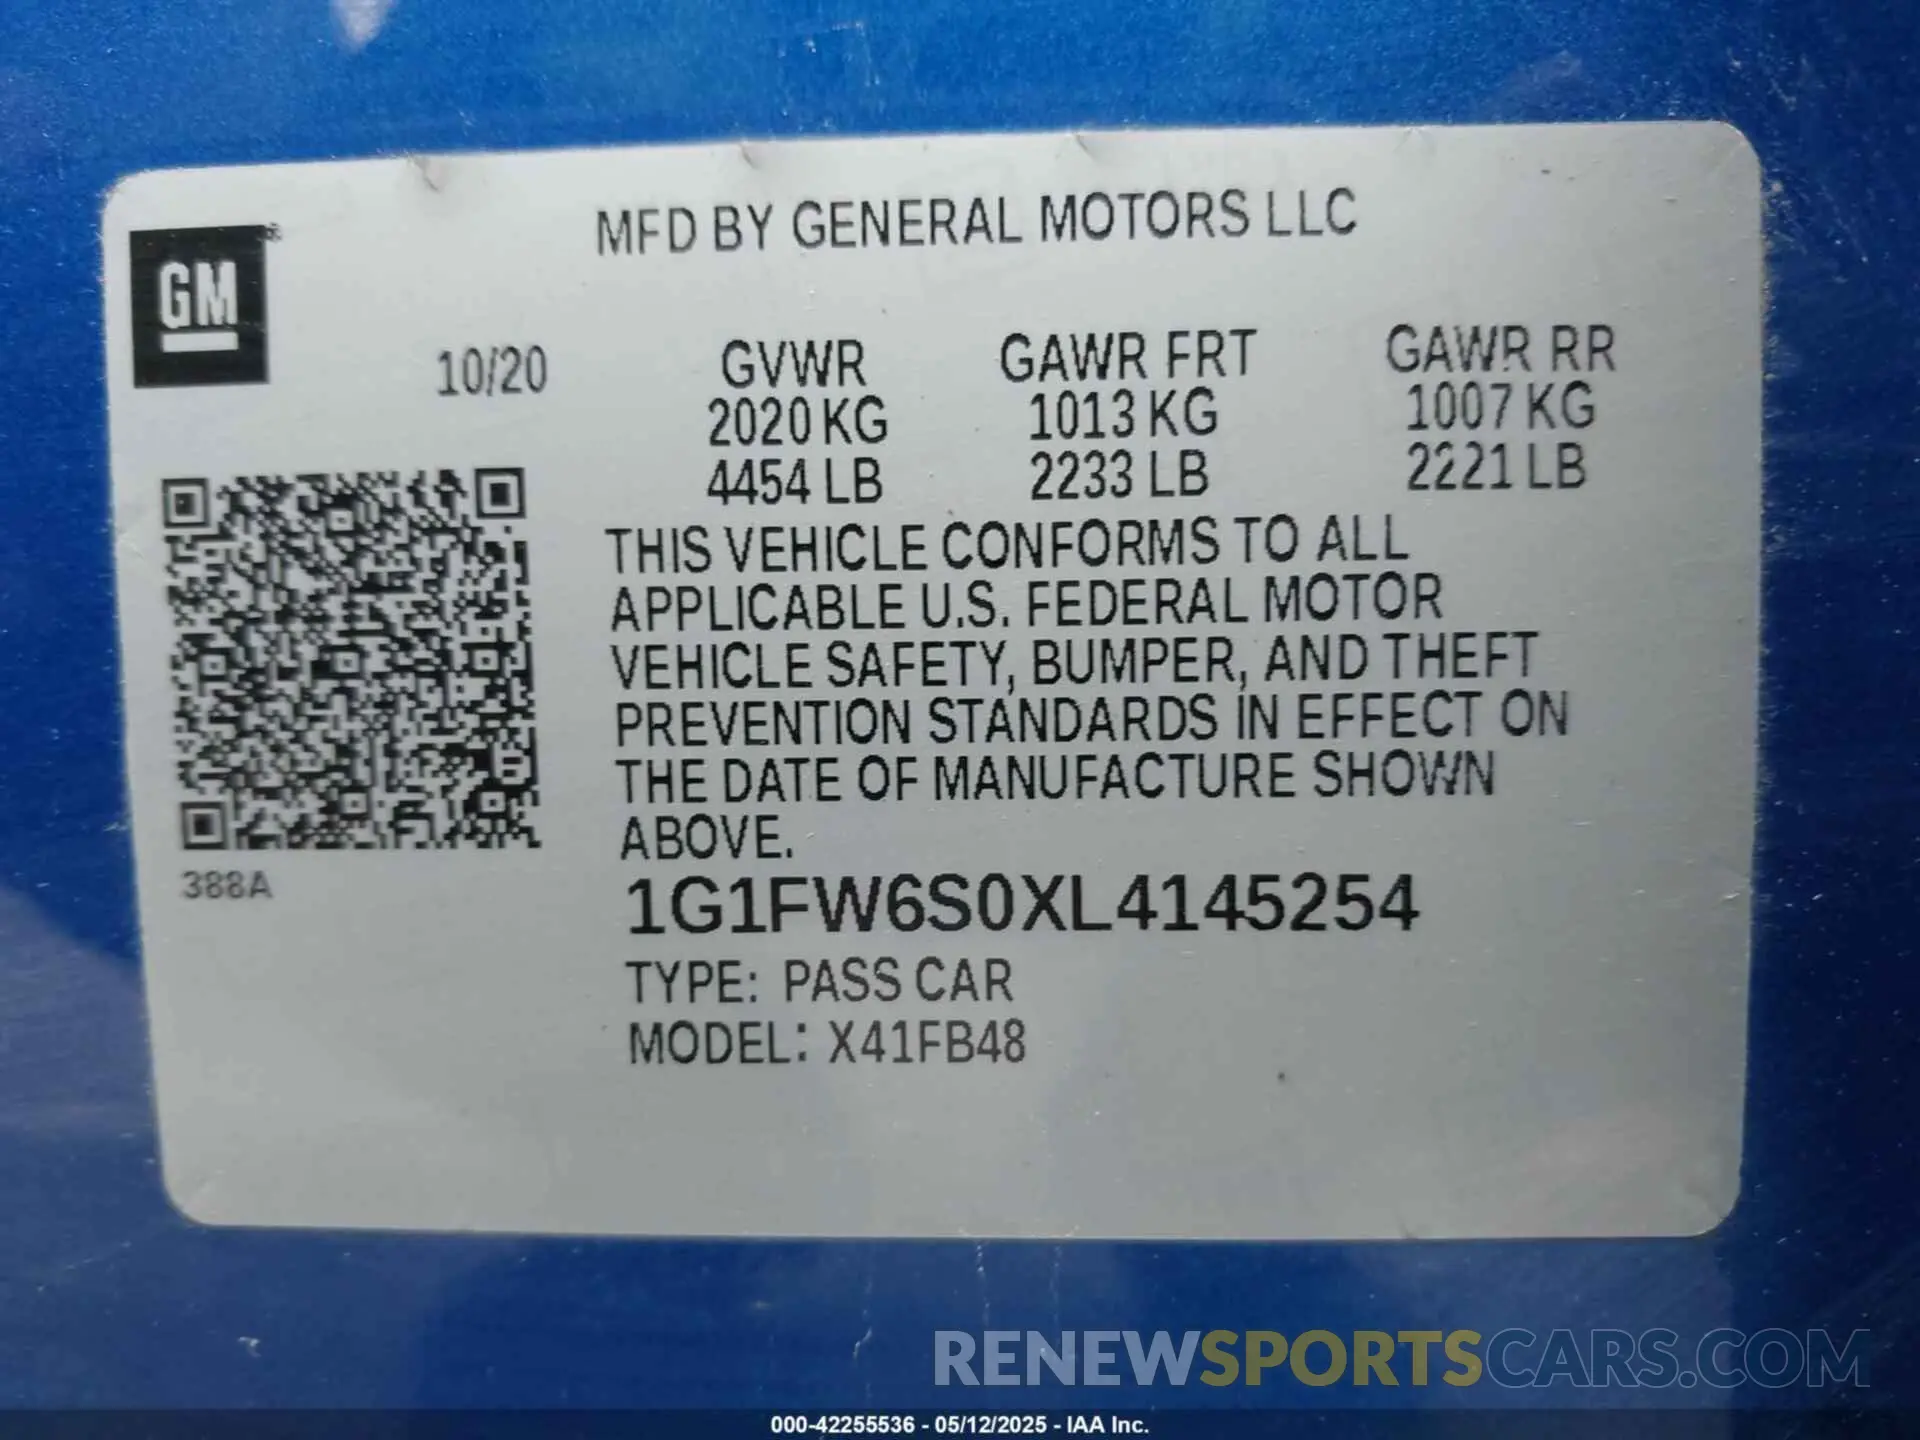 MFD BY GENERAL MOTORS LLC
GM
10/20
GVWR GAWR FRT GAWR RR
2020 KG 1013 KG 1007 KG
4454 LB 2233 LB 2221 LB
THIS VEHICLE CONFORMS TO ALL
APPLICABLE U.S. FEDERAL MOTOR
VEHICLE SAFETY, BUMPER, AND THEFT
PREVENTION STANDARDS IN EFFECT ON
THE DATE OF MANUFACTURE SHOWN
ABOVE.
388A
1G1FW6S0XL4145254
TYPE: PASS CAR
MODEL: X41FB48
RENEWSPORTSCARS.COM
000-42255536 - 05/12/2025 - IAA Inc.